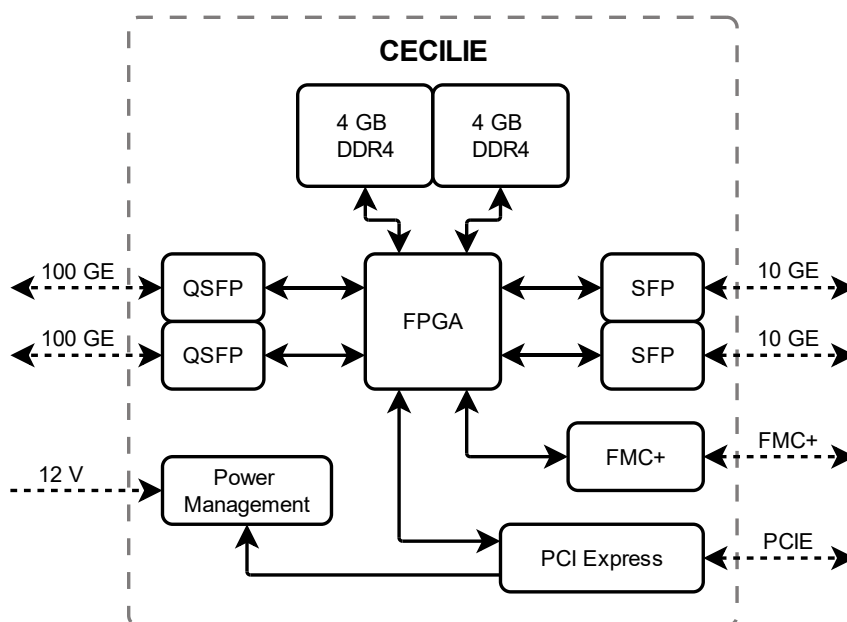 CECILIE
4 GB
DDR4
4 GB
DDR4
100 GE
QSFP
FPGA
SFP
10 GE
100 GE
QSFP
SFP
10 GE
12 V
Power
Management
FMC+
FMC+
PCI Express
PCIE